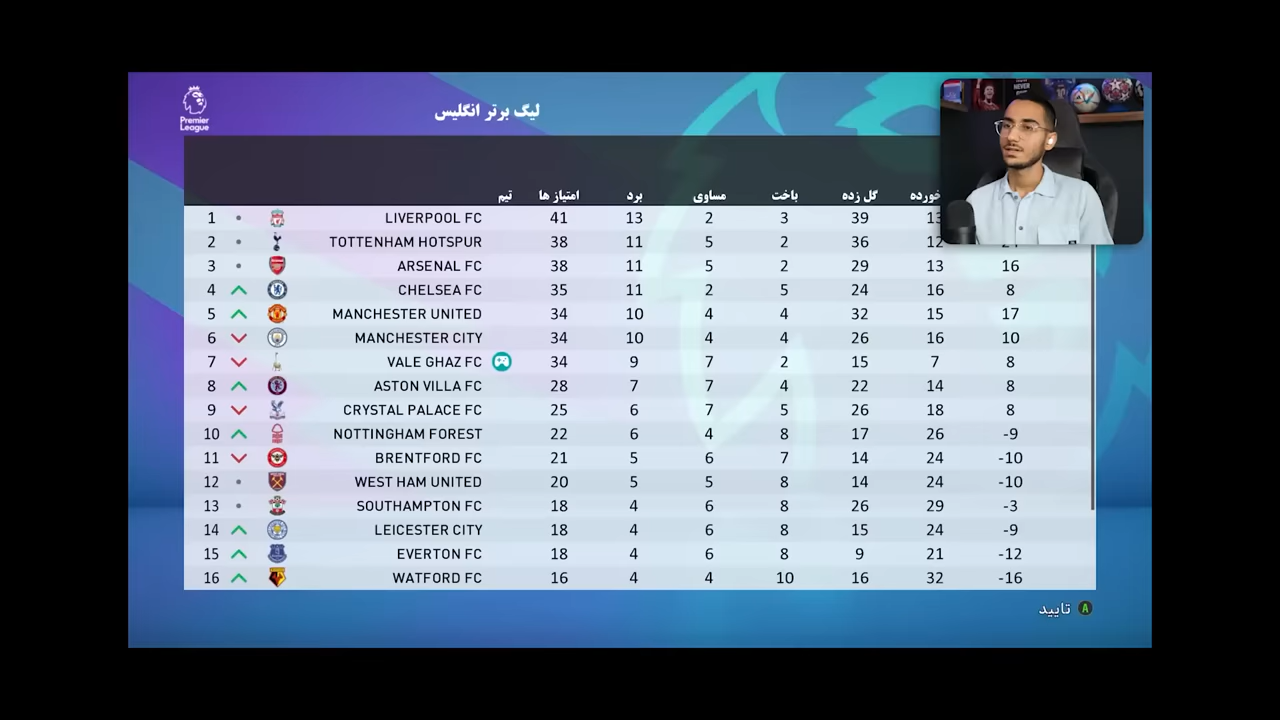 Premier
League
لیگ برتر انگلیس
NEVER
تیم امتیاز ها برد مساوی باخت گل زده خورده
1 LIVERPOOL FC 41 13 2 3 39 13
2 TOTTENHAM HOTSPUR 38 11 5 2 36 12
3 ARSENAL FC 38 11 5 2 29 13 16
4 CHELSEA FC 35 11 2 5 24 16 8
5 MANCHESTER UNITED 34 10 4 4 32 15 17
6 MANCHESTER CITY 34 10 4 4 26 16 10
7 VALE GHAZ FC 34 9 7 2 15 7 8
8 ASTON VILLA FC 28 7 7 4 22 14 8
9 CRYSTAL PALACE FC 25 6 7 5 26 18 8
10 NOTTINGHAM FOREST 22 6 4 8 17 26 -9
11 BRENTFORD FC 21 5 6 7 14 24 -10
12 WEST HAM UNITED 20 5 5 8 14 24 -10
13 SOUTHAMPTON FC 18 4 6 8 26 29 -3
14 LEICESTER CITY 18 4 6 8 15 24 -9
15 EVERTON FC 18 4 6 8 9 21 -12
16 WATFORD FC 16 4 4 10 16 32 -16
تایید A